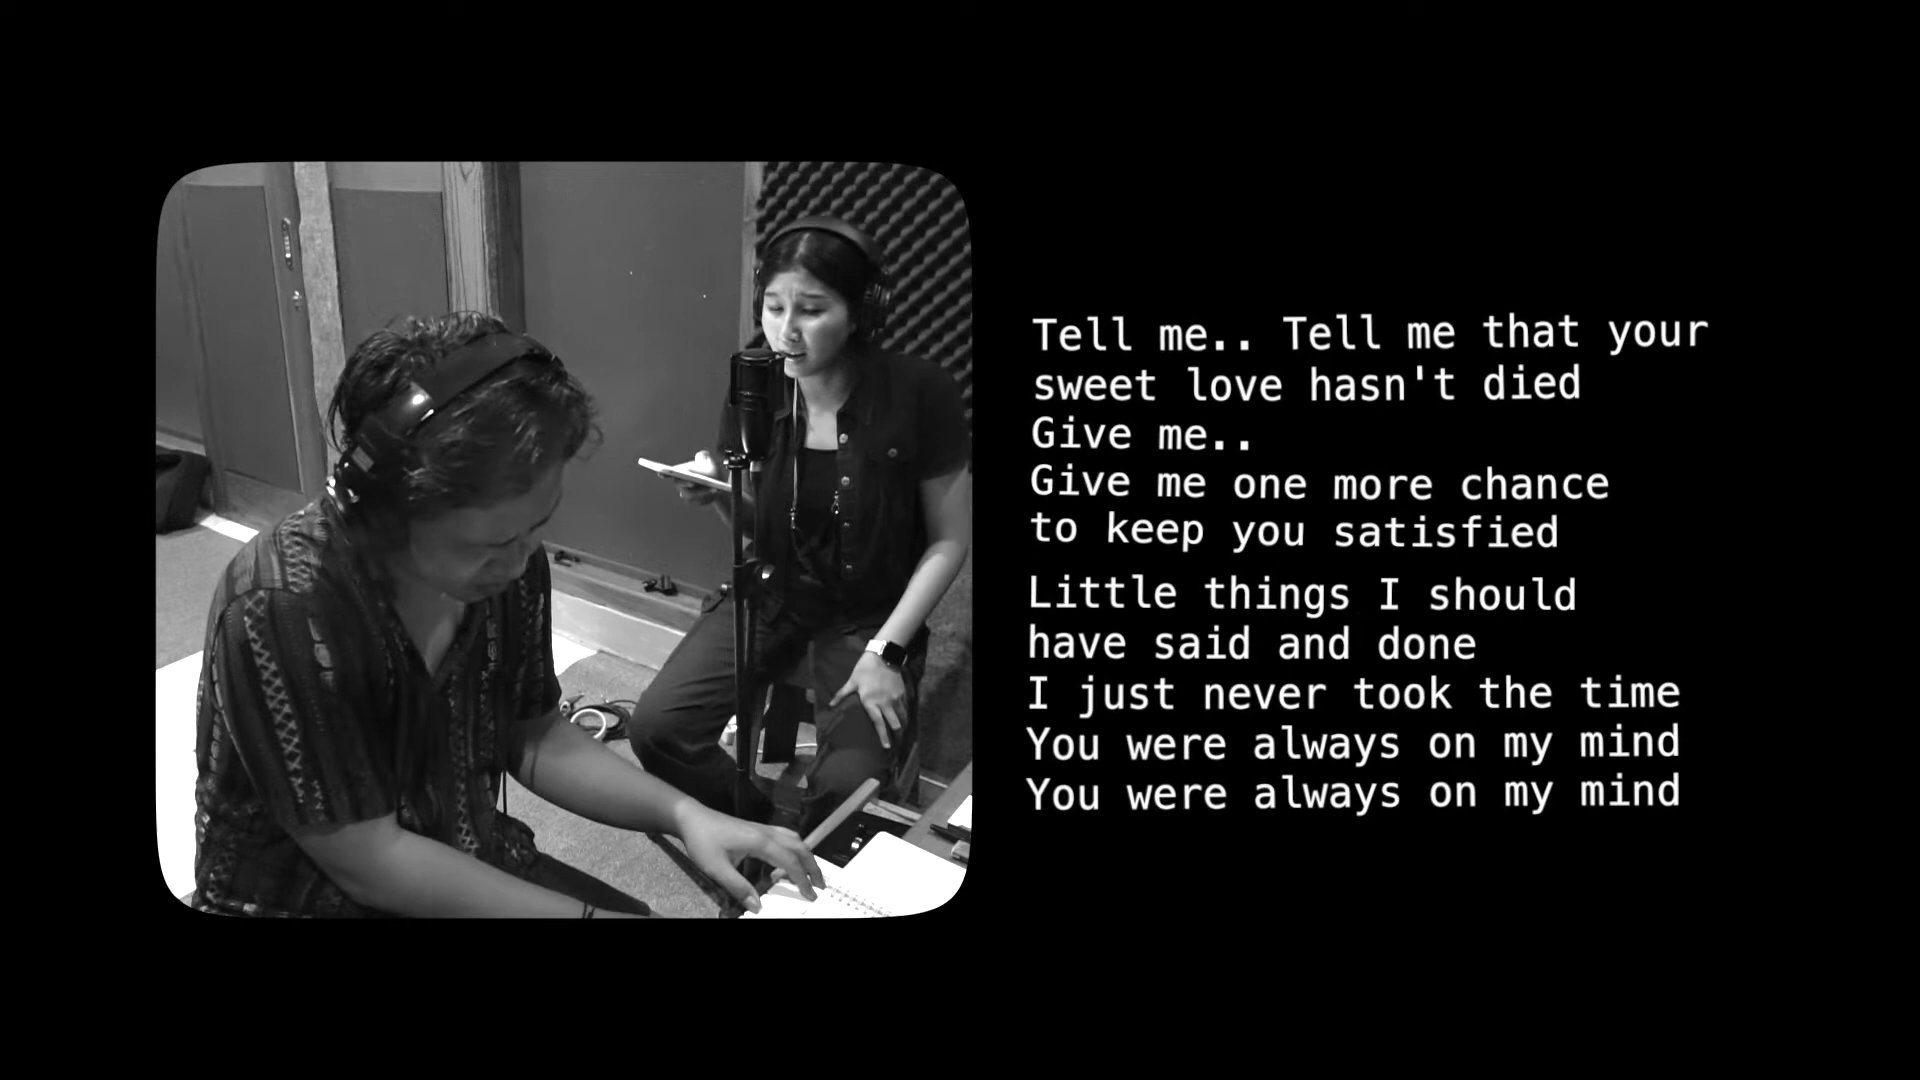 Tell me.. Tell me that your
sweet love hasn't died
Give me..
Give me one more chance
to keep you satisfied
Little things I should
have said and done
I just never took the time
You were always on my mind
You were always on my mind